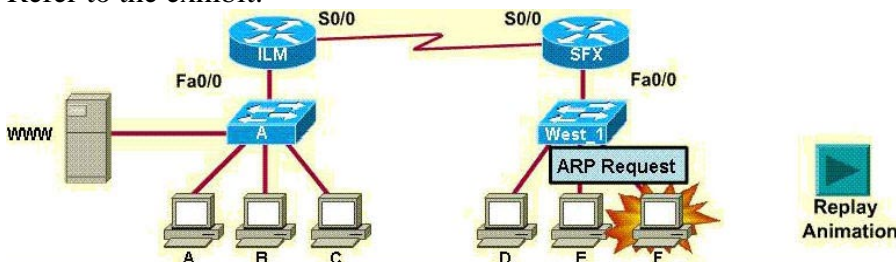 Refer to the exhibit.
S0/0
S0/0
ILM
SFX
Fa0/0
Fa0/0
WWW
A
West_1
ARP Request
A
B
C
D
E
F
Replay
Animation